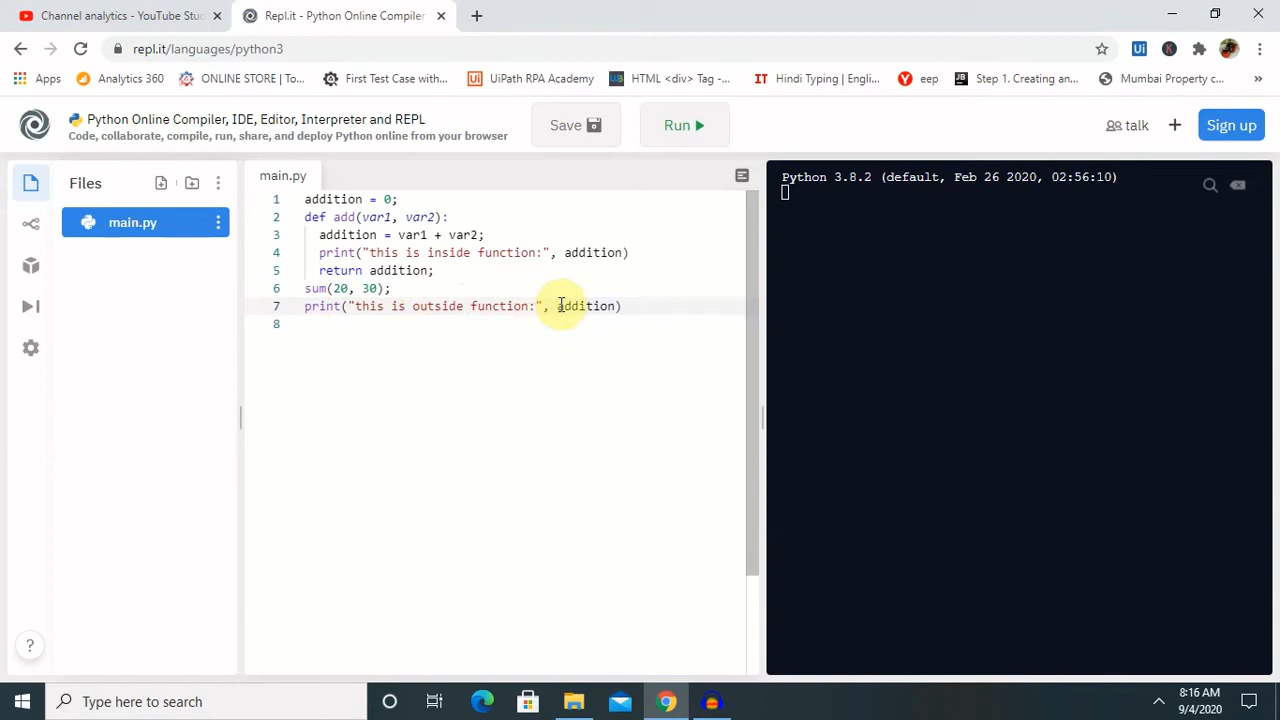 Channel analytics - YouTube Stu
Repl.it - Python Online Compiler
repl.it/languages/python3
Apps
Analytics 360
ONLINE STORE | To...
First Test Case with...
UiPath RPA Academy
HTML <div> Tag -...
Hindi Typing | Engli...
eep
Step 1. Creating an...
Mumbai Property c...
Python Online Compiler, IDE, Editor, Interpreter and REPL
Code, collaborate, compile, run, share, and deploy Python online from your browser
Save
Run
talk
Sign up
Files
main.py
main.py
1 addition = 0;
2 def add(var1, var2):
3 addition = var1 + var2;
4 print("this is inside function:", addition)
5 return addition;
6 sum(20, 30);
7 print("this is outside function:", addition)
8
Python 3.8.2 (default, Feb 26 2020, 02:56:10)
?
Type here to search
8:16 AM
9/4/2020